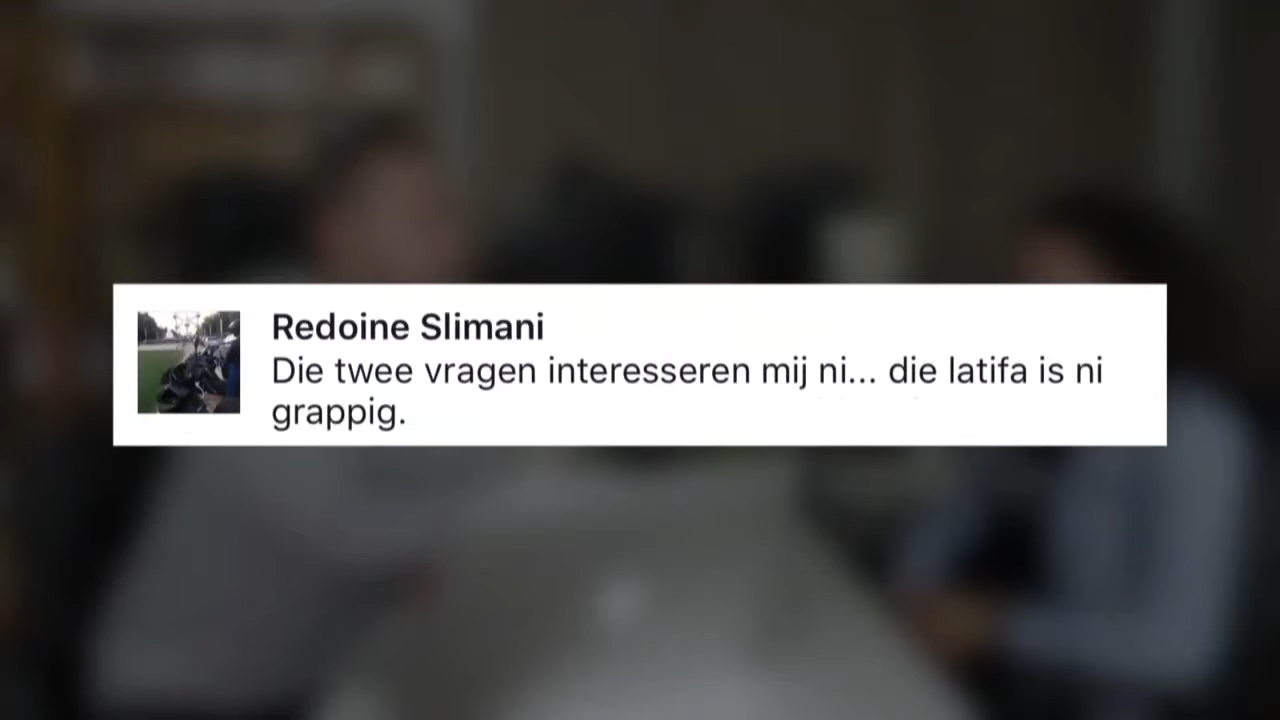 Redoine Slimani
Die twee vragen interesseren mij ni... die latifa is ni
grappig.